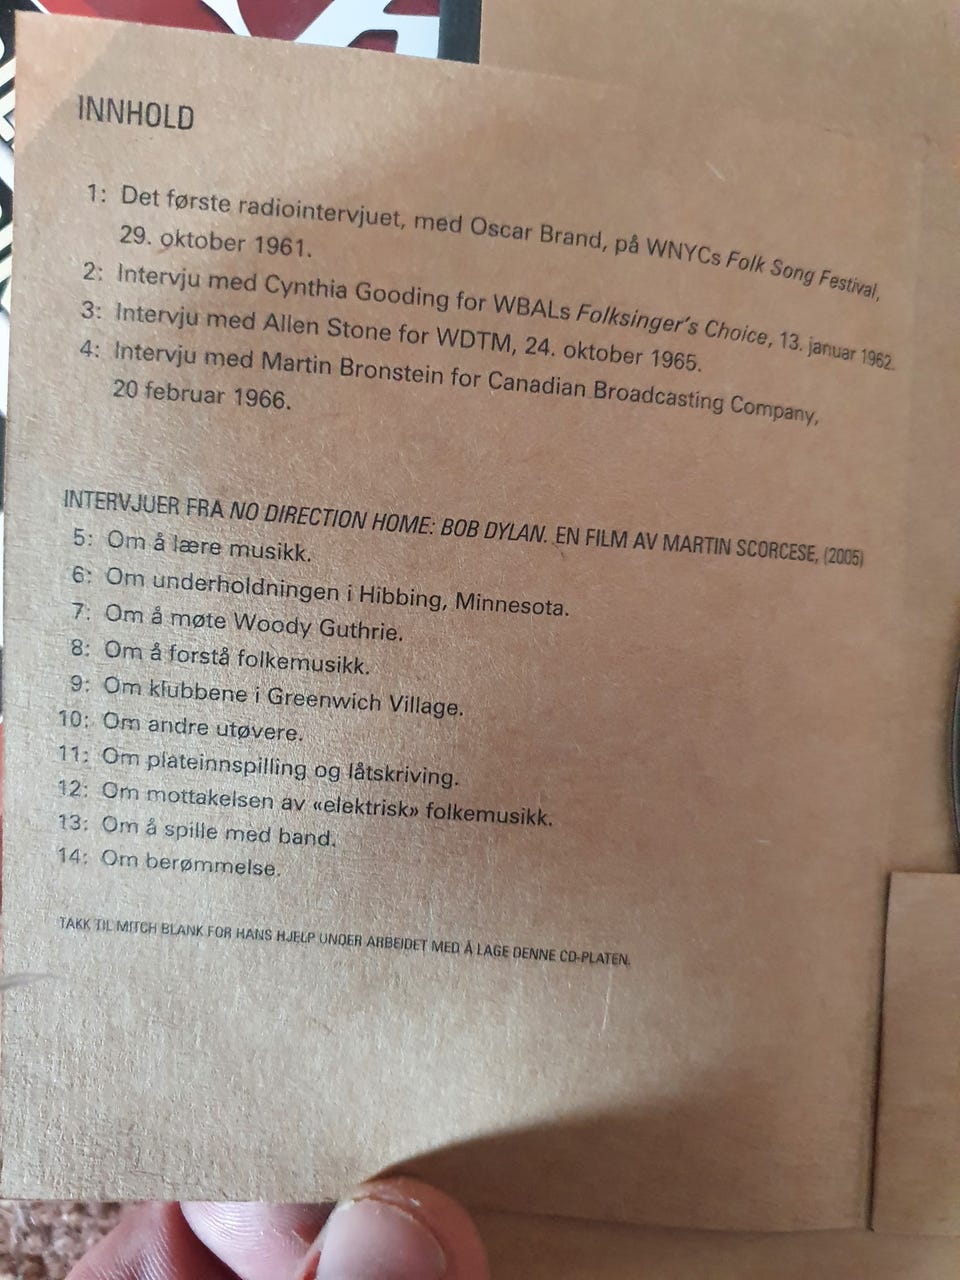 INNHOLD
1: Det første radiointervjuet, med Oscar Brand, på WNYCs Folk Song Festival,
29. oktober 1961.
2: Intervju med Cynthia Gooding for WBALs Folksinger's Choice, 13. januar 1962.
3: Intervju med Allen Stone for WDTM, 24. oktober 1965.
4: Intervju med Martin Bronstein for Canadian Broadcasting Company,
20 februar 1966.
INTERVJUER FRA NO DIRECTION HOME: BOB DYLAN. EN FILM AV MARTIN SCORCESE, (2005)
5: Om å lære musikk.
6: Om underholdningen i Hibbing, Minnesota.
7: Om å møte Woody Guthrie.
8: Om å forstå folkemusikk.
9: Om klubbene i Greenwich Village.
10: Om andre utøvere.
11: Om plateinnspilling og låtskriving.
12: Om mottakelsen av «elektrisk» folkemusikk.
13: Om å spille med band.
14: Om berømmelse.
TAKK TIL MITCH BLANK FOR HANS HJELP UNDER ARBEIDET MED Å LAGE DENNE CD-PLATEN.